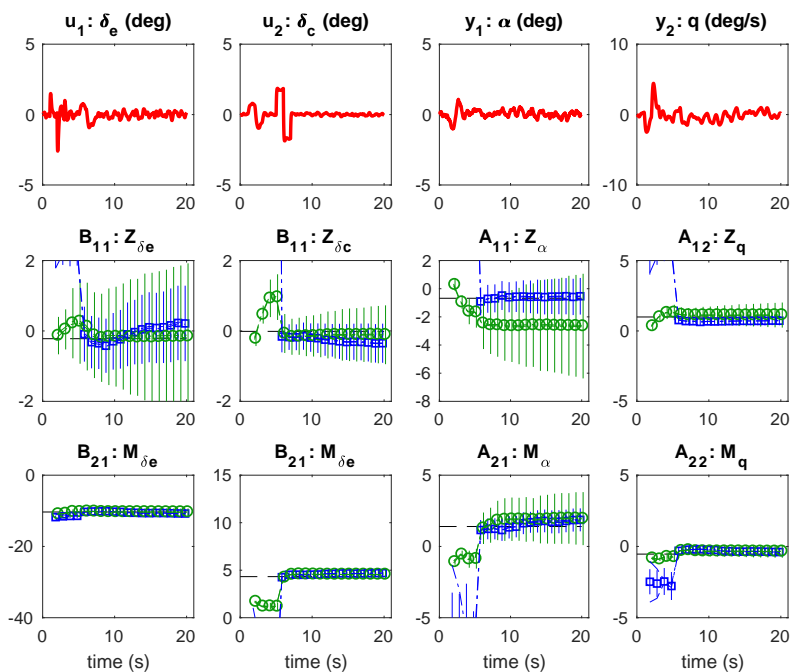 u1: δe (deg)
u2: δc (deg)
y1: α (deg)
y2: q (deg/s)
5
0
-5
0 10 20
time (s)
5
0
-5
0 10 20
time (s)
5
0
-5
0 10 20
time (s)
10
0
-10
0 10 20
time (s)
B11: Zδe
B11: Zδc
A11: Zα
A12: Zq
2
0
-2
0 10 20
2
0
-2
0 10 20
2
0
-2
-4
-6
-8
0 10 20
5
0
-5
0 10 20
B21: Mδe
B21: Mδe
A21: Mα
A22: Mq
0
-20
-40
0 10 20
time (s)
15
10
5
0
0 10 20
time (s)
5
0
-5
0 10 20
time (s)
5
0
-5
0 10 20
time (s)